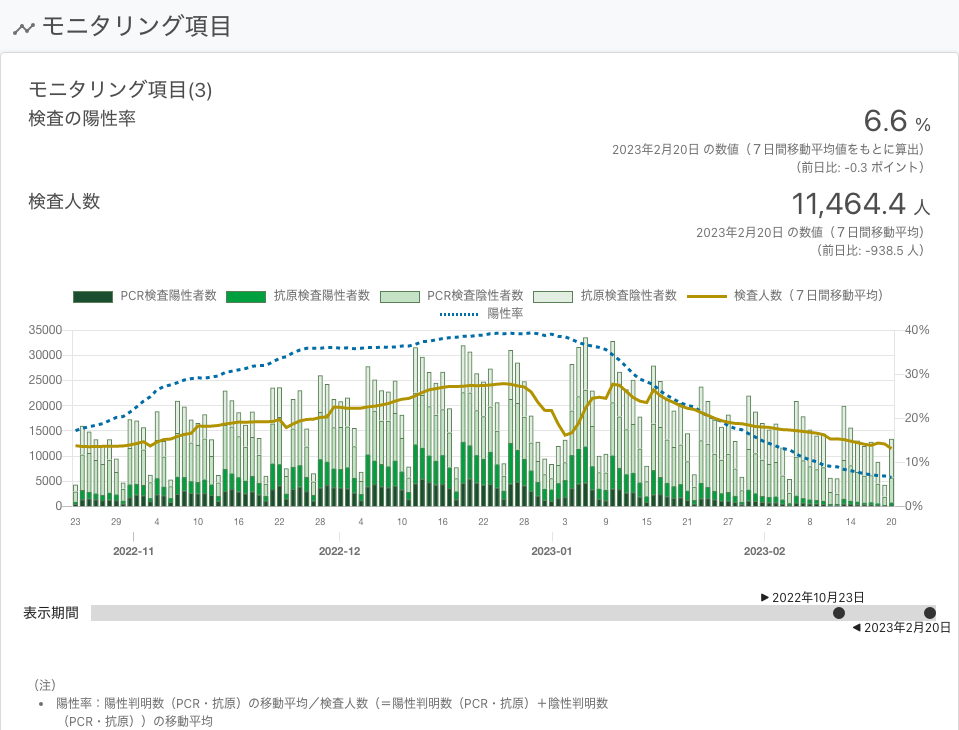 モニタリング項目
モニタリング項目(3)
検査の陽性率
6.6 %
2023年2月20日 の数値（７日間移動平均値をもとに算出）
（前日比: -0.3 ポイント）
検査人数
11,464.4 人
2023年2月20日 の数値（７日間移動平均）
（前日比: -938.5 人）
PCR検査陽性者数 抗原検査陽性者数 PCR検査陰性者数 抗原検査陰性者数 検査人数（７日間移動平均）
陽性率
35000 40%
30000
30%
25000
20000
20%
15000
10000
10%
5000
0 0%
23 29 4 10 16 22 28 4 10 16 22 28 3 9 15 21 27 2 8 14 20
2022-11 2022-12 2023-01 2023-02
▶ 2022年10月23日
表示期間
◀ 2023年2月20日
（注）
• 陽性率：陽性判明数（PCR・抗原）の移動平均／検査人数（＝陽性判明数（PCR・抗原）＋陰性判明数
（PCR・抗原））の移動平均